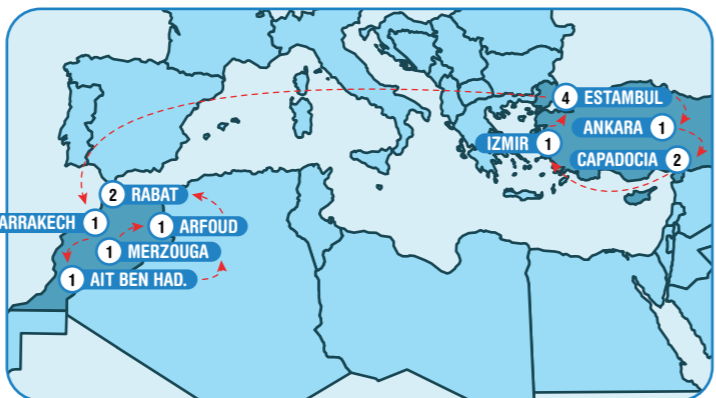 4 ESTAMBUL
ANKARA 1
IZMIR 1
CAPADOCIA 2
2 RABAT
ARRAKECH 1
1 ARFOUD
1 MERZOUGA
1 AIT BEN HAD.